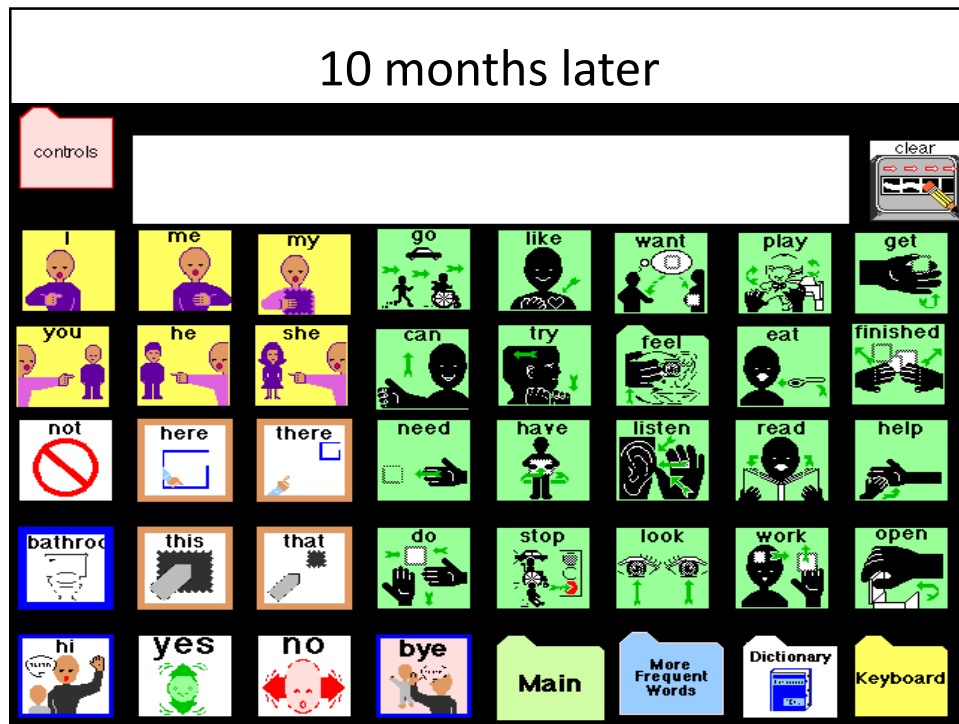 10 months later
controls
clear
I me my go like want play get
you he she can try feel eat finished
not here there need have listen read help
bathroo this that do stop look work open
hi yes no bye Main More Frequent Words Dictionary Keyboard